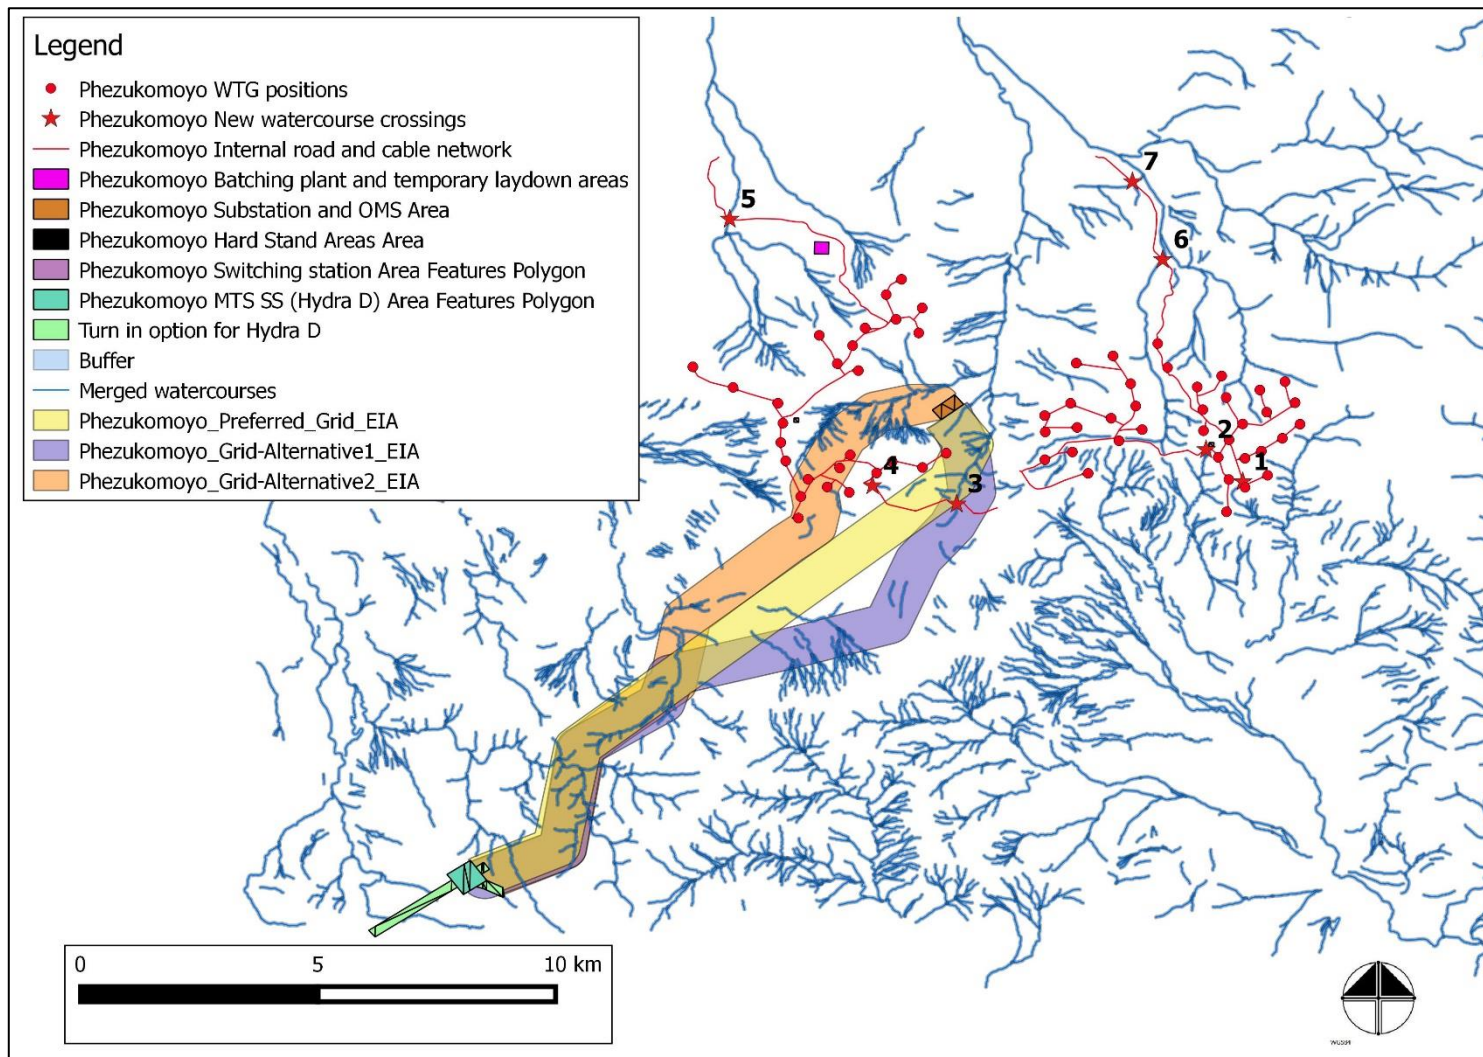 Legend
Phezukomoyo WTG positions
Phezukomoyo New watercourse crossings
Phezukomoyo Internal road and cable network
Phezukomoyo Batching plant and temporary laydown areas
Phezukomoyo Substation and OMS Area
Phezukomoyo Hard Stand Areas Area
Phezukomoyo Switching station Area Features Polygon
Phezukomoyo MTS SS (Hydra D) Area Features Polygon
Turn in option for Hydra D
Buffer
Merged watercourses
Phezukomoyo_Preferred_Grid_EIA
Phezukomoyo_Grid-Alternative1_EIA
Phezukomoyo_Grid-Alternative2_EIA
7
5
6
2
1
4
3
0 5 10 km
WGS84